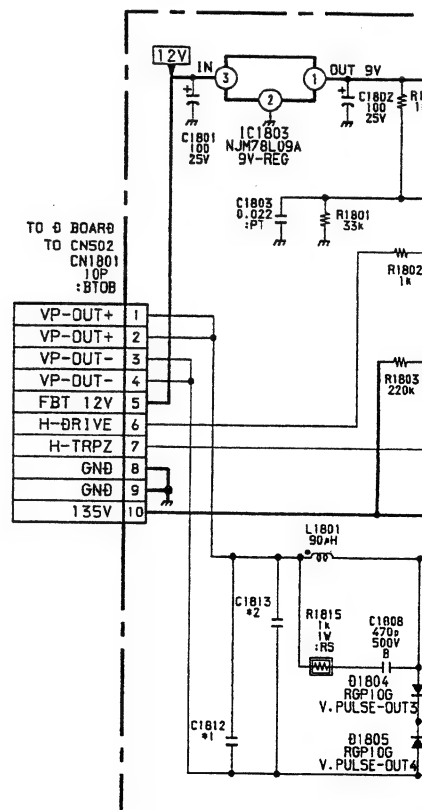 12V
IN
3
1
OUT 9V
2
C1801
100
25V
IC1803
NJM78L09A
9V-REG
C1802
100
25V
C1803
0.022
:PT
R1801
33k
TO D BOARD
TO CN502
CN1801
10P
:BTOB
R1802
1k
VP-OUT+ 1
VP-OUT+ 2
VP-OUT- 3
VP-OUT- 4
FBT 12V 5
H-DRIVE 6
H-TRPZ 7
GND 8
GND 9
135V 10
R1803
220k
L1801
90µH
C1813
*2
R1815
1k
1W
:RS
C1808
470p
500V
B
D1804
RGP10G
V.PULSE-OUT3
C1812
*1
D1805
RGP10G
V.PULSE-OUT4